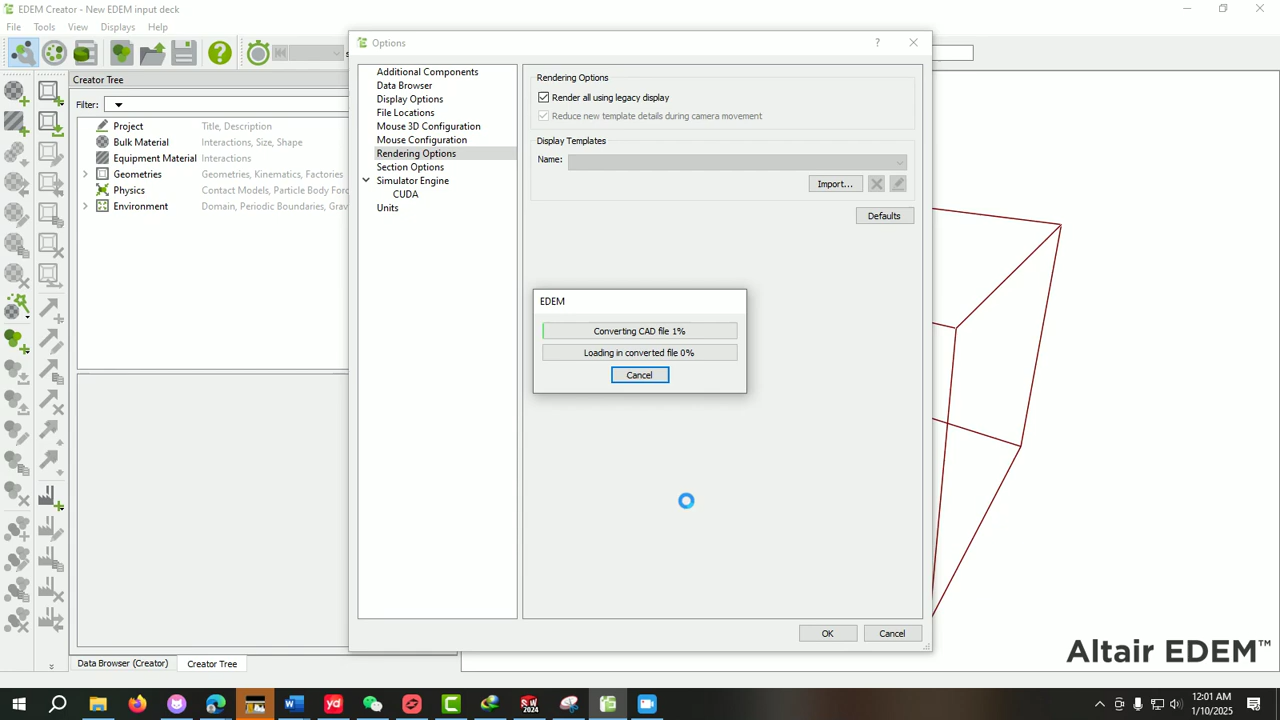 EDEM Creator - New EDEM input deck
File Tools View Displays Help
Options
?
Creator Tree
Filter:
Project Title, Description
Bulk Material Interactions, Size, Shape
Equipment Material Interactions
Geometries Geometries, Kinematics, Factories
Physics Contact Models, Particle Body Forc
Environment Domain, Periodic Boundaries, Grav
Additional Components
Data Browser
Display Options
File Locations
Mouse 3D Configuration
Mouse Configuration
Rendering Options
Section Options
Simulator Engine
CUDA
Units
Rendering Options
Render all using legacy display
Reduce new template details during camera movement
Display Templates
Name:
Import...
Defaults
EDEM
Converting CAD file 1%
Loading in converted file 0%
Cancel
OK Cancel
Data Browser (Creator) Creator Tree
Altair EDEM™
yd
SW
2024
12:01 AM
1/10/2025